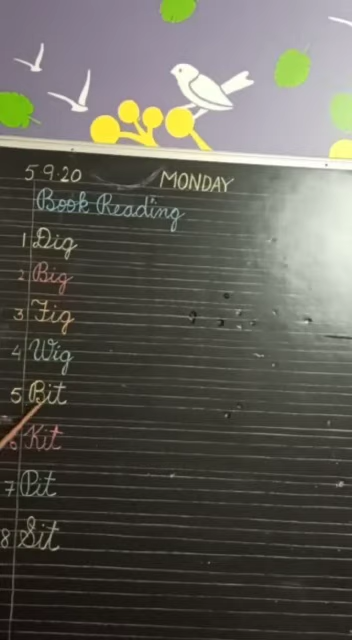 5 9.20 MONDAY
Book Reading
1 Dig
2 Big
3 Fig
4 Wig
5 Bit
6 Kit
7 Pit
8 Sit